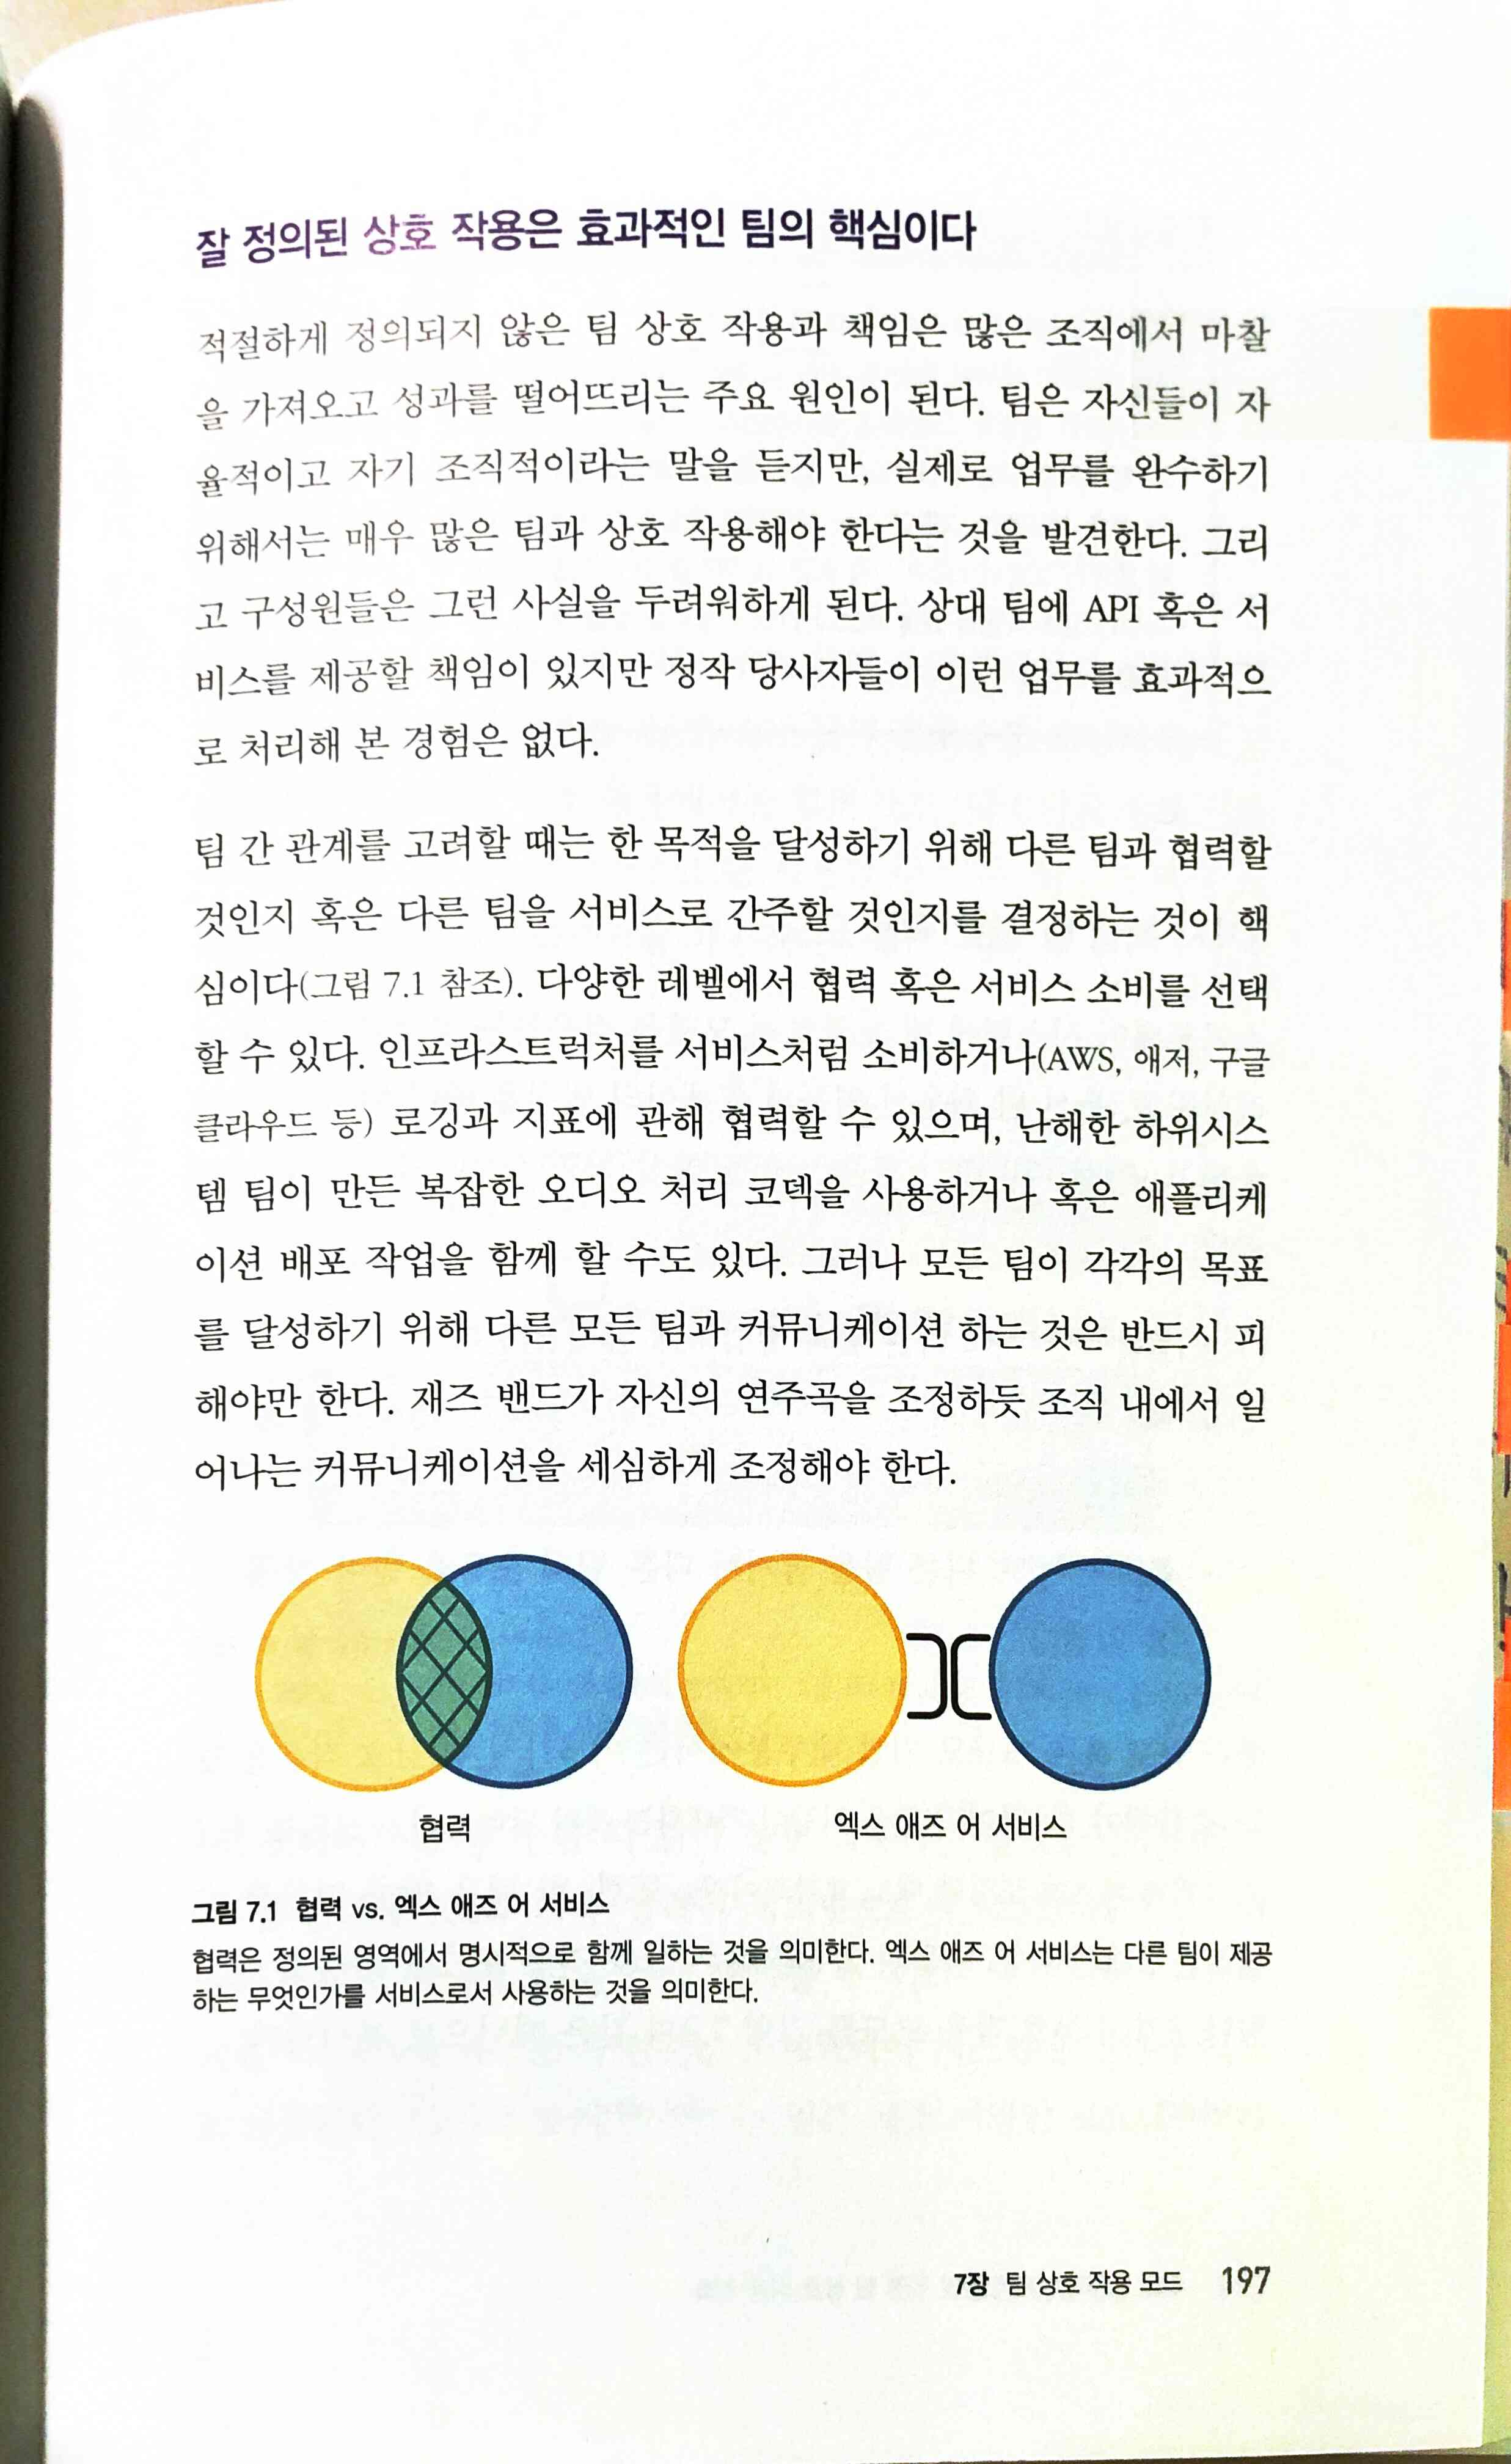 잘 정의된 상호 작용은 효과적인 팀의 핵심이다
적절하게 정의되지 않은 팀 상호 작용과 책임은 많은 조직에서 마찰
을 가져오고 성과를 떨어뜨리는 주요 원인이 된다. 팀은 자신들이 자
율적이고 자기 조직적이라는 말을 듣지만, 실제로 업무를 완수하기
위해서는 매우 많은 팀과 상호 작용해야 한다는 것을 발견한다. 그리
고 구성원들은 그런 사실을 두려워하게 된다. 상대 팀에 API 혹은 서
비스를 제공할 책임이 있지만 정작 당사자들이 이런 업무를 효과적으
로 처리해 본 경험은 없다.
팀 간 관계를 고려할 때는 한 목적을 달성하기 위해 다른 팀과 협력할
것인지 혹은 다른 팀을 서비스로 간주할 것인지를 결정하는 것이 핵
심이다(그림 7.1 참조). 다양한 레벨에서 협력 혹은 서비스 소비를 선택
할 수 있다. 인프라스트럭처를 서비스처럼 소비하거나(AWS, 애저, 구글
클라우드 등) 로깅과 지표에 관해 협력할 수 있으며, 난해한 하위시스
템 팀이 만든 복잡한 오디오 처리 코덱을 사용하거나 혹은 애플리케
이션 배포 작업을 함께 할 수도 있다. 그러나 모든 팀이 각각의 목표
를 달성하기 위해 다른 모든 팀과 커뮤니케이션 하는 것은 반드시 피
해야만 한다. 재즈 밴드가 자신의 연주곡을 조정하듯 조직 내에서 일
어나는 커뮤니케이션을 세심하게 조정해야 한다.
협력
엑스 애즈 어 서비스
그림 7.1 협력 vs. 엑스 애즈 어 서비스
협력은 정의된 영역에서 명시적으로 함께 일하는 것을 의미한다. 엑스 애즈 어 서비스는 다른 팀이 제공
하는 무엇인가를 서비스로서 사용하는 것을 의미한다.
7장 팀 상호 작용 모드 197